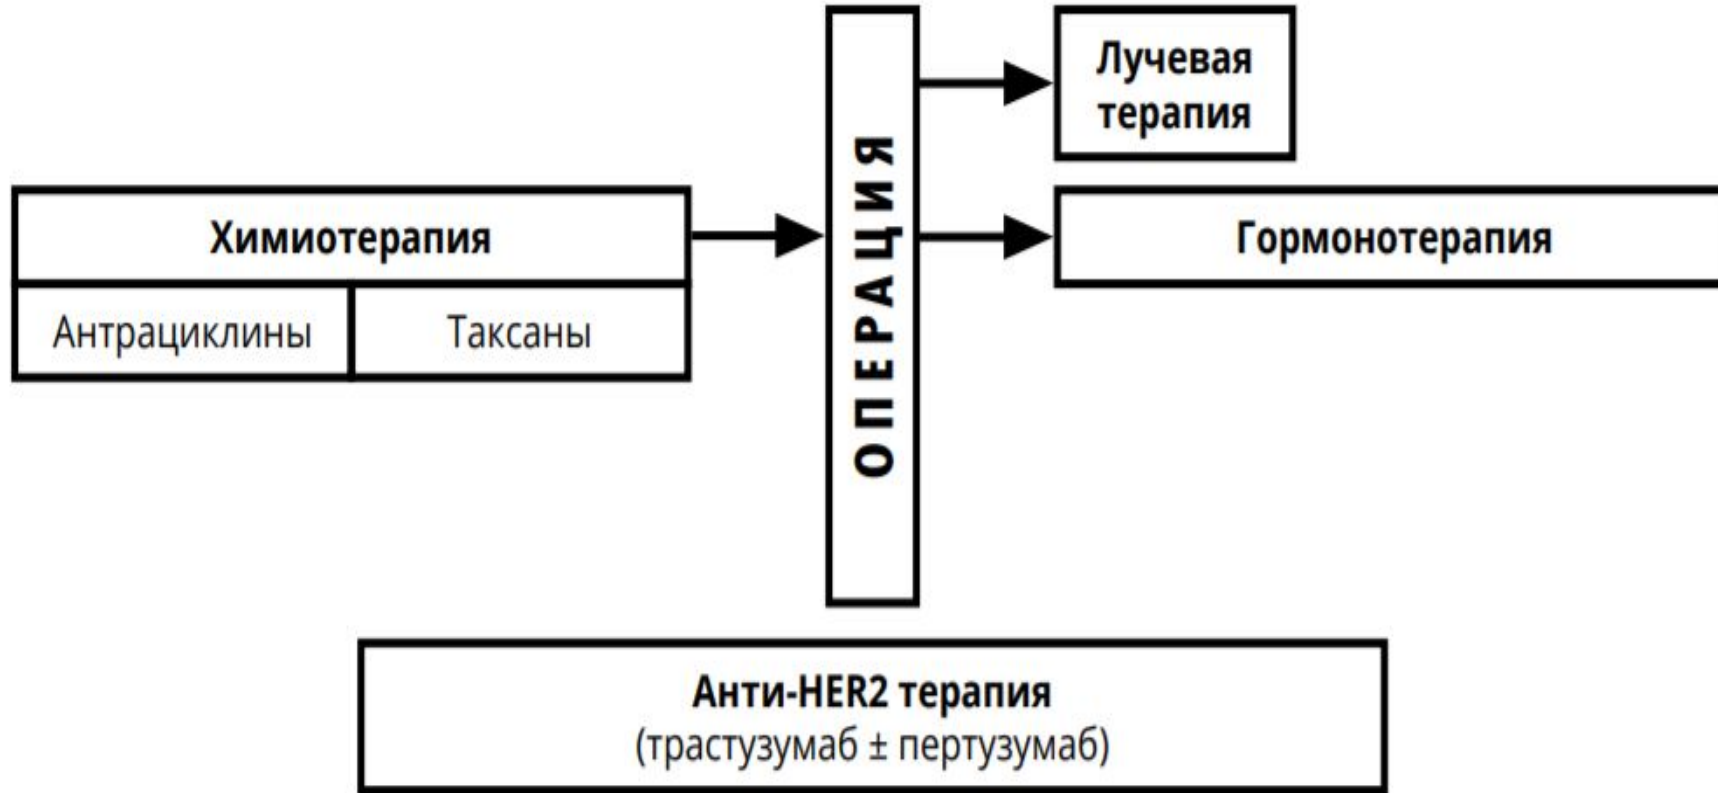 Химиотерапия
Антрациклины
Таксаны
ОПЕРАЦИЯ
Лучевая
терапия
Гормонотерапия
Анти-HER2 терапия
(трастузумаб ± пертузумаб)